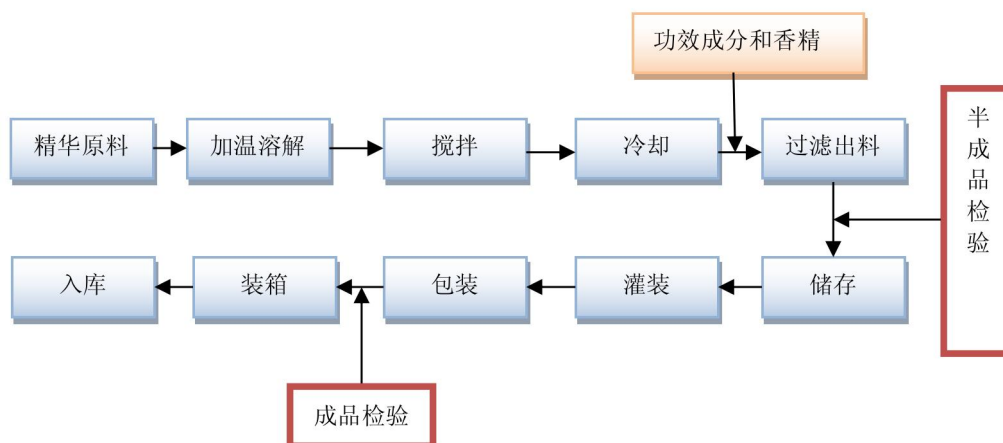 功效成分和香精
精华原料
加温溶解
搅拌
冷却
过滤出料
半
成
品
检
验
入库
装箱
包装
灌装
储存
成品检验